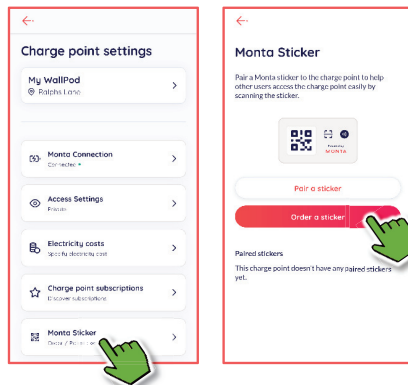 Charge point settings
My WallPod
Ralphs Lane
Monta Connection
Connected
Access Settings
Private
Electricity costs
Specify electricity cost
Charge point subscriptions
Discover subscriptions
Monta Sticker
Order /
Monta Sticker
Pair a Monta sticker to the charge point to help
other users access the charge point easily by
scanning the sticker.
MONTA
Pair a sticker
Order a sticker
Paired stickers
This charge point doesn't have any paired stickers
yet.